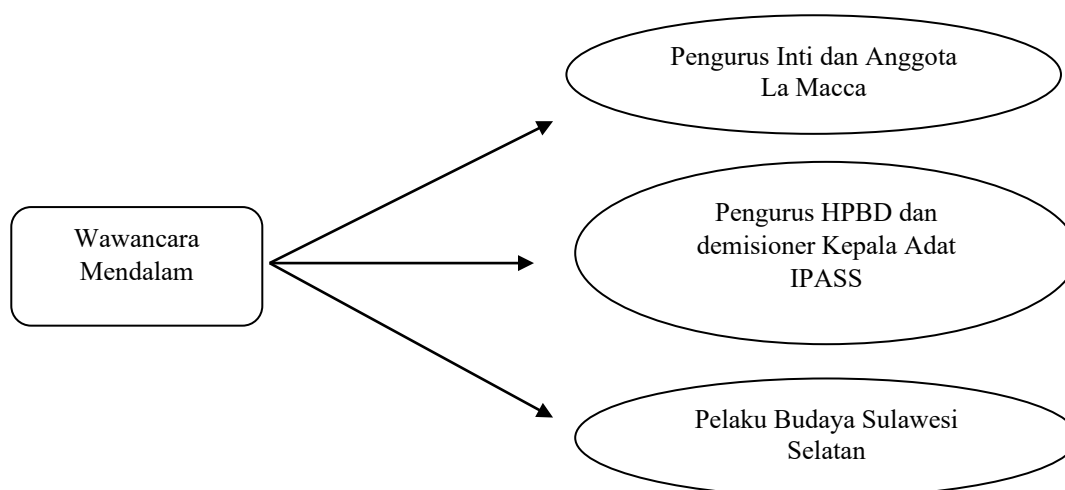 Pengurus Inti dan Anggota
La Macca
Wawancara
Mendalam
Pengurus HPBD dan
demisioner Kepala Adat
IPASS
Pelaku Budaya Sulawesi
Selatan